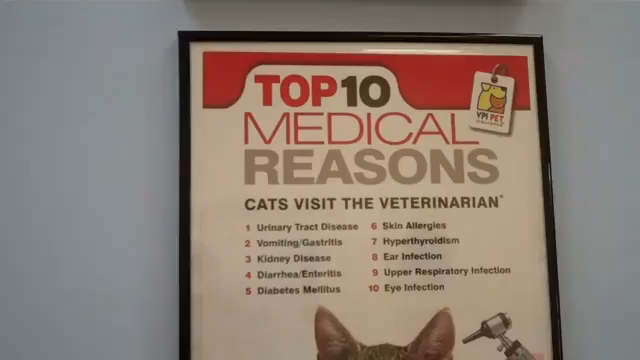 TOP10
MEDICAL
REASONS
CATS VISIT THE VETERINARIAN*
1 Urinary Tract Disease
2 Vomiting/Gastritis
3 Kidney Disease
4 Diarrhea/Enteritis
5 Diabetes Mellitus
6 Skin Allergies
7 Hyperthyroidism
8 Ear Infection
9 Upper Respiratory Infection
10 Eye Infection
VPI PET